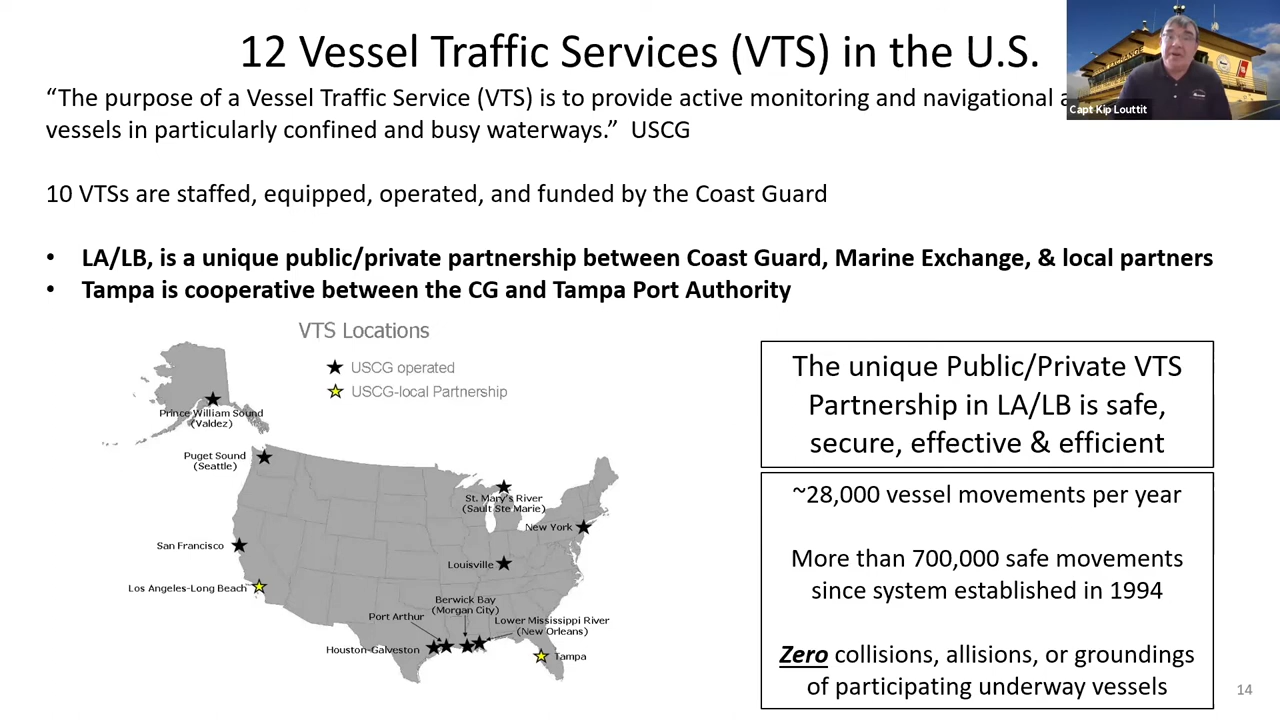 12 Vessel Traffic Services (VTS) in the U.S.
“The purpose of a Vessel Traffic Service (VTS) is to provide active monitoring and navigational
vessels in particularly confined and busy waterways.”  USCG
Capt Kip Louttit
10 VTSs are staffed, equipped, operated, and funded by the Coast Guard
• LA/LB, is a unique public/private partnership between Coast Guard, Marine Exchange, & local partners
• Tampa is cooperative between the CG and Tampa Port Authority
VTS Locations
USCG operated
USCG-local Partnership
Prince William Sound
(Valdez)
Puget Sound
(Seattle)
St. Mary's River
(Sault Ste Marie)
New York
San Francisco
Louisville
Los Angeles-Long Beach
Berwick Bay
(Morgan City)
Port Arthur
Lower Mississippi River
(New Orleans)
Houston-Galveston
Tampa
The unique Public/Private VTS
Partnership in LA/LB is safe,
secure, effective & efficient
~28,000 vessel movements per year
More than 700,000 safe movements
since system established in 1994
Zero collisions, allisions, or groundings
of participating underway vessels
14